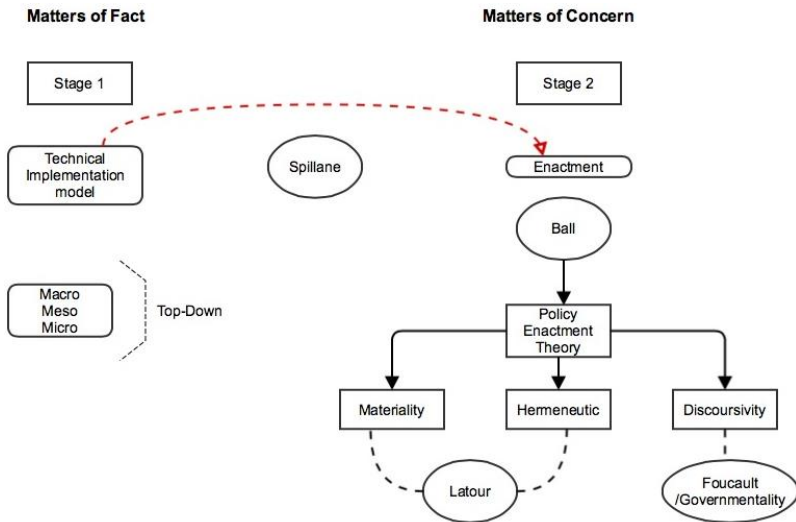 Matters of Fact
Matters of Concern
Stage 1
Stage 2
Technical
Implementation
model
Spillane
Enactment
Ball
Macro
Meso
Micro
Top-Down
Policy
Enactment
Theory
Materiality
Hermeneutic
Discoursivity
Latour
Foucault
/Governmentality